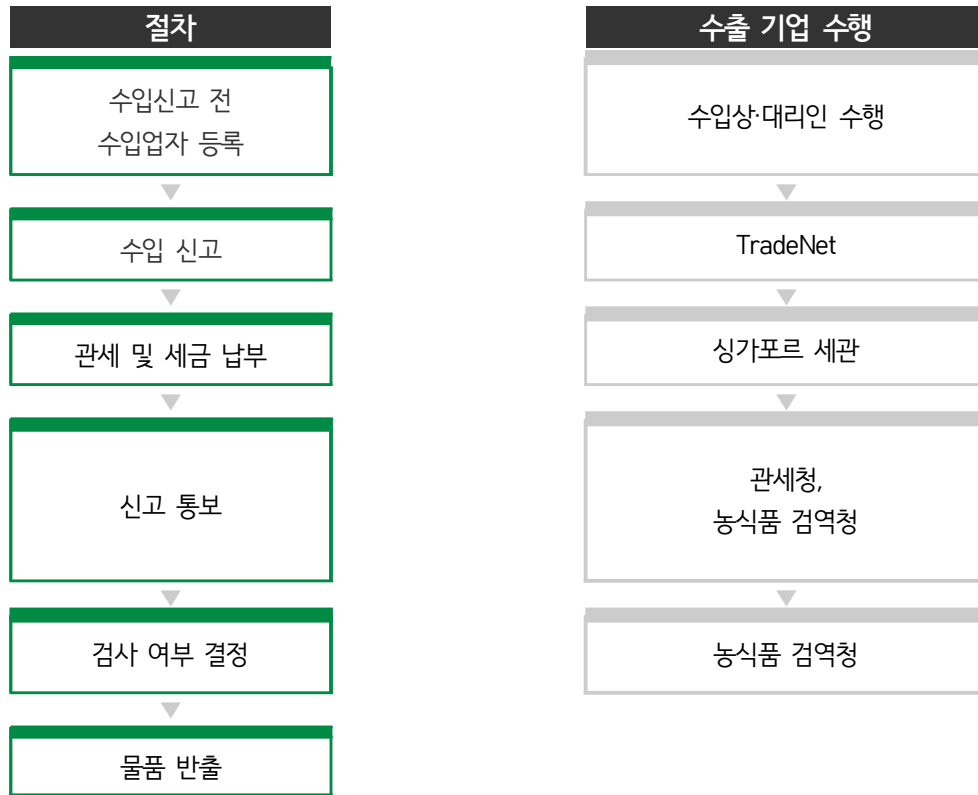 절차
수출 기업 수행
수입신고 전
수입업자 등록
수입상·대리인 수행
수입 신고
TradeNet
관세 및 세금 납부
싱가포르 세관
신고 통보
관세청,
농식품 검역청
검사 여부 결정
농식품 검역청
물품 반출